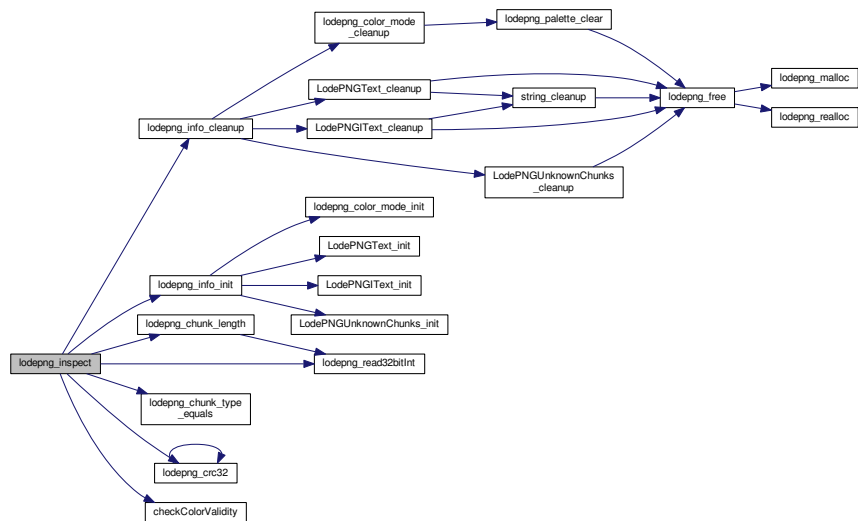 lodepng_color_mode
_cleanup
lodepng_palette_clear
LodePNGText_cleanup
string_cleanup
lodepng_free
lodepng_malloc
lodepng_realloc
lodepng_info_cleanup
LodePNGIText_cleanup
LodePNGUnknownChunks
_cleanup
lodepng_color_mode_init
LodePNGText_init
lodepng_info_init
LodePNGIText_init
lodepng_chunk_length
LodePNGUnknownChunks_init
lodepng_inspect
lodepng_read32bitInt
lodepng_chunk_type
_equals
lodepng_crc32
checkColorValidity